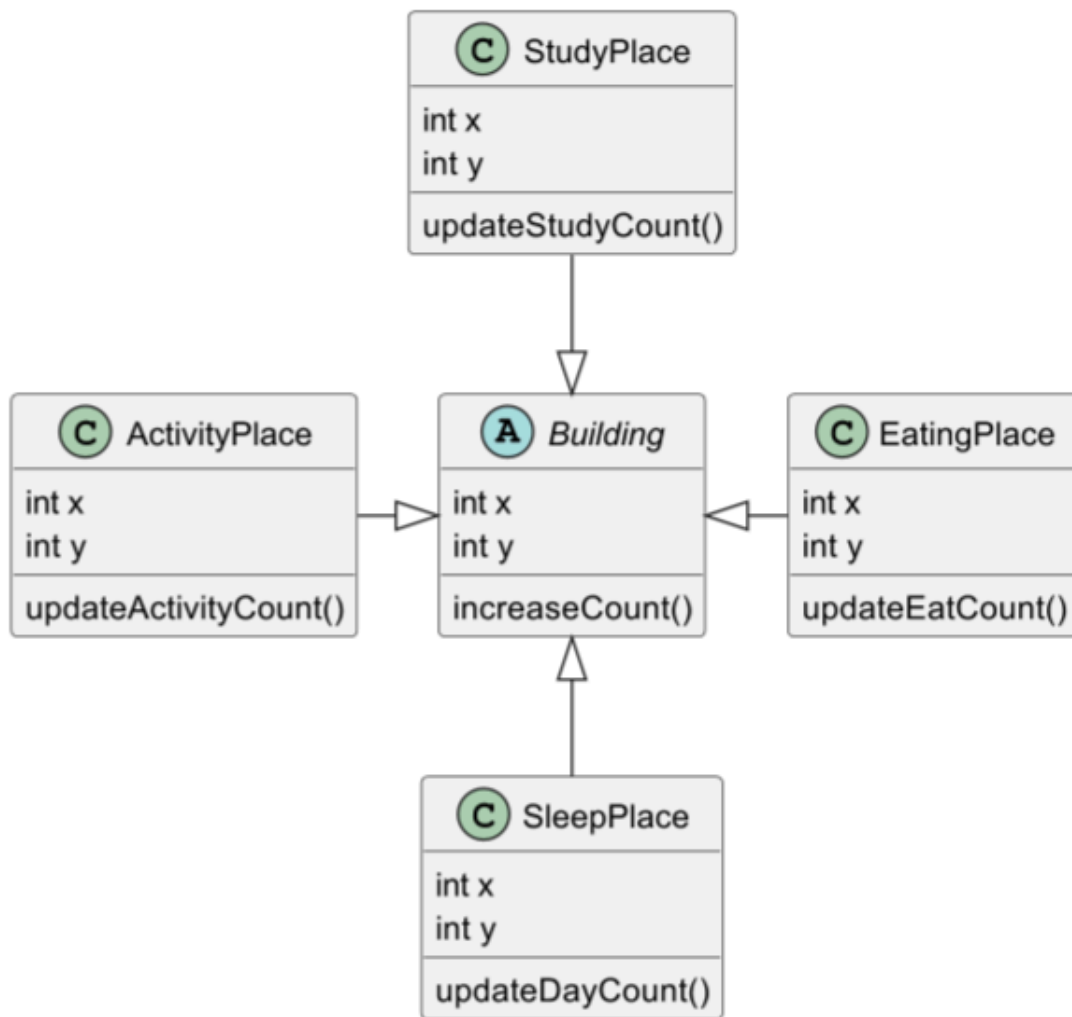 C StudyPlace
int x
int y
updateStudyCount()
C ActivityPlace
int x
int y
updateActivityCount()
A Building
int x
int y
increaseCount()
C EatingPlace
int x
int y
updateEatCount()
C SleepPlace
int x
int y
updateDayCount()